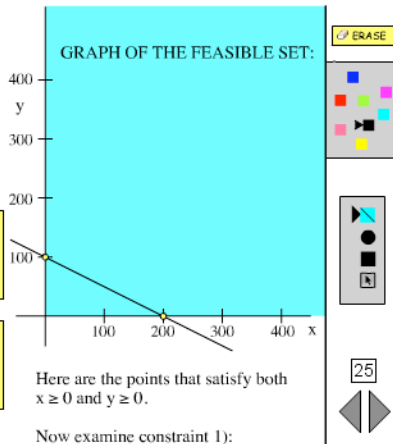 GRAPH OF THE FEASIBLE SET:
ERASE
400
y
300
200
100
100 200 300 400 x
25
Here are the points that satisfy both
x ≥ 0 and y ≥ 0.
Now examine constraint 1):